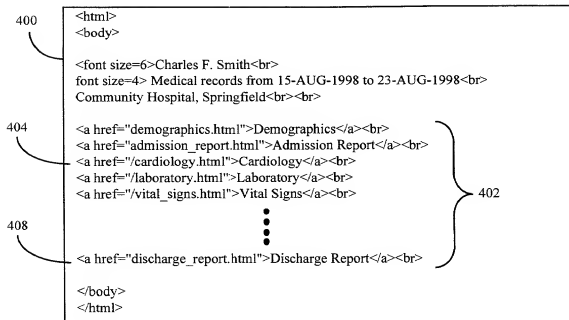 400
<html>
<body>
<font size=6>Charles F. Smith<br>
font size=4> Medical records from 15-AUG-1998 to 23-AUG-1998<br>
Community Hospital, Springfield<br><br>
<a href="demographics.html">Demographics</a><br>
<a href="admission_report.html">Admission Report</a><br>
404
<a href="/cardiology.html">Cardiology</a><br>
<a href="/laboratory.html">Laboratory</a><br>
<a href="/vital_signs.html">Vital Signs</a><br>
402
408
<a href="discharge_report.html">Discharge Report</a><br>
</body>
</html>